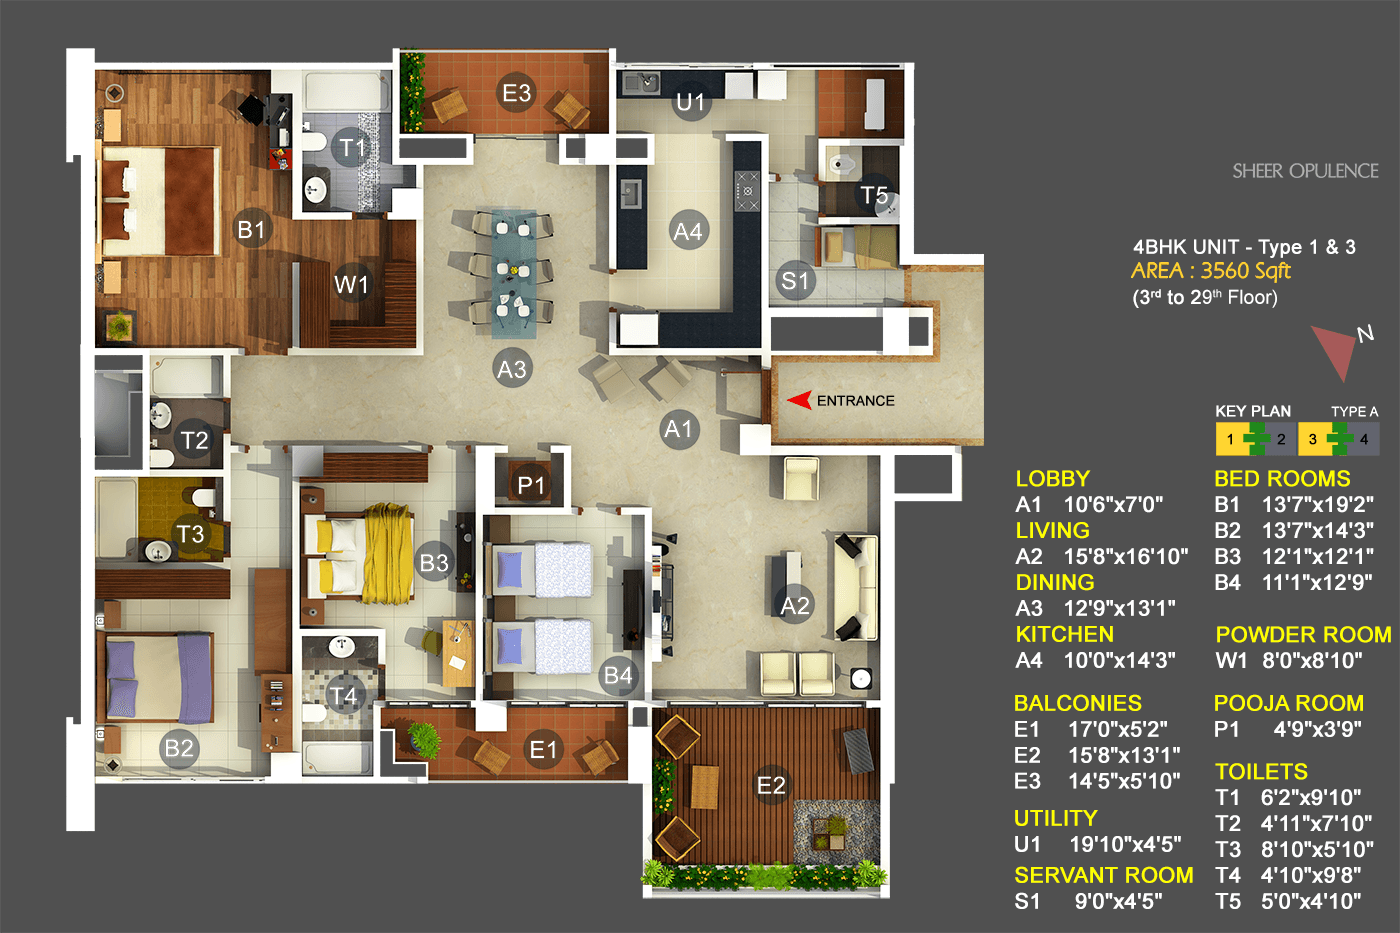 SHEER OPULENCE
4BHK UNIT - Type 1 & 3
AREA : 3560 Sqft
(3rd to 29th Floor)
N
KEY PLAN TYPE A
1 2 3 4
E3
U1
T1
T5
B1
A4
W1
S1
A3
ENTRANCE
A1
T2
P1
T3
B3
A2
B4
T4
B2
E1
E2
LOBBY
A1 10'6"x7'0"
LIVING
A2 15'8"x16'10"
DINING
A3 12'9"x13'1"
KITCHEN
A4 10'0"x14'3"
BALCONIES
E1 17'0"x5'2"
E2 15'8"x13'1"
E3 14'5"x5'10"
UTILITY
U1 19'10"x4'5"
SERVANT ROOM
S1 9'0"x4'5"
BED ROOMS
B1 13'7"x19'2"
B2 13'7"x14'3"
B3 12'1"x12'1"
B4 11'1"x12'9"
POWDER ROOM
W1 8'0"x8'10"
POOJA ROOM
P1 4'9"x3'9"
TOILETS
T1 6'2"x9'10"
T2 4'11"x7'10"
T3 8'10"x5'10"
T4 4'10"x9'8"
T5 5'0"x4'10"